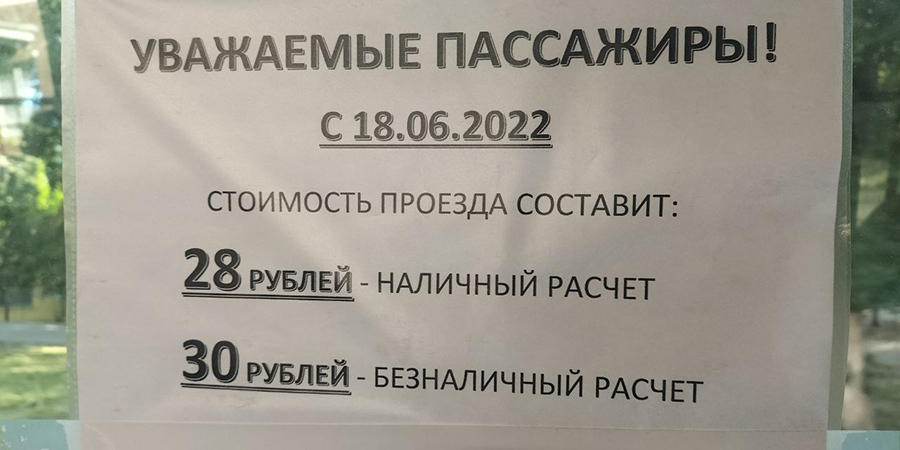 УВАЖАЕМЫЕ ПАССАЖИРЫ!
С 18.06.2022
СТОИМОСТЬ ПРОЕЗДА СОСТАВИТ:
28 РУБЛЕЙ - НАЛИЧНЫЙ РАСЧЕТ
30 РУБЛЕЙ - БЕЗНАЛИЧНЫЙ РАСЧЕТ